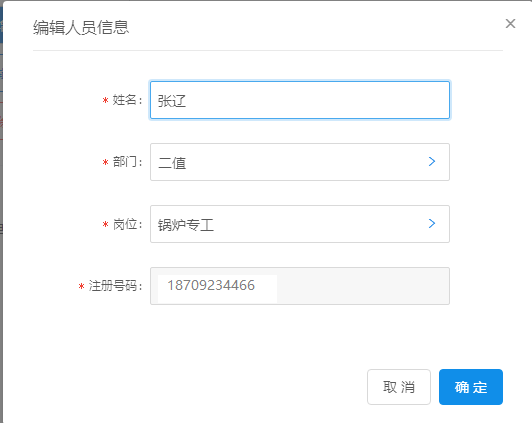 编辑人员信息
* 姓名: 张辽
* 部门: 二值
* 岗位: 锅炉专工
* 注册号码: 18709234466
取 消 确 定